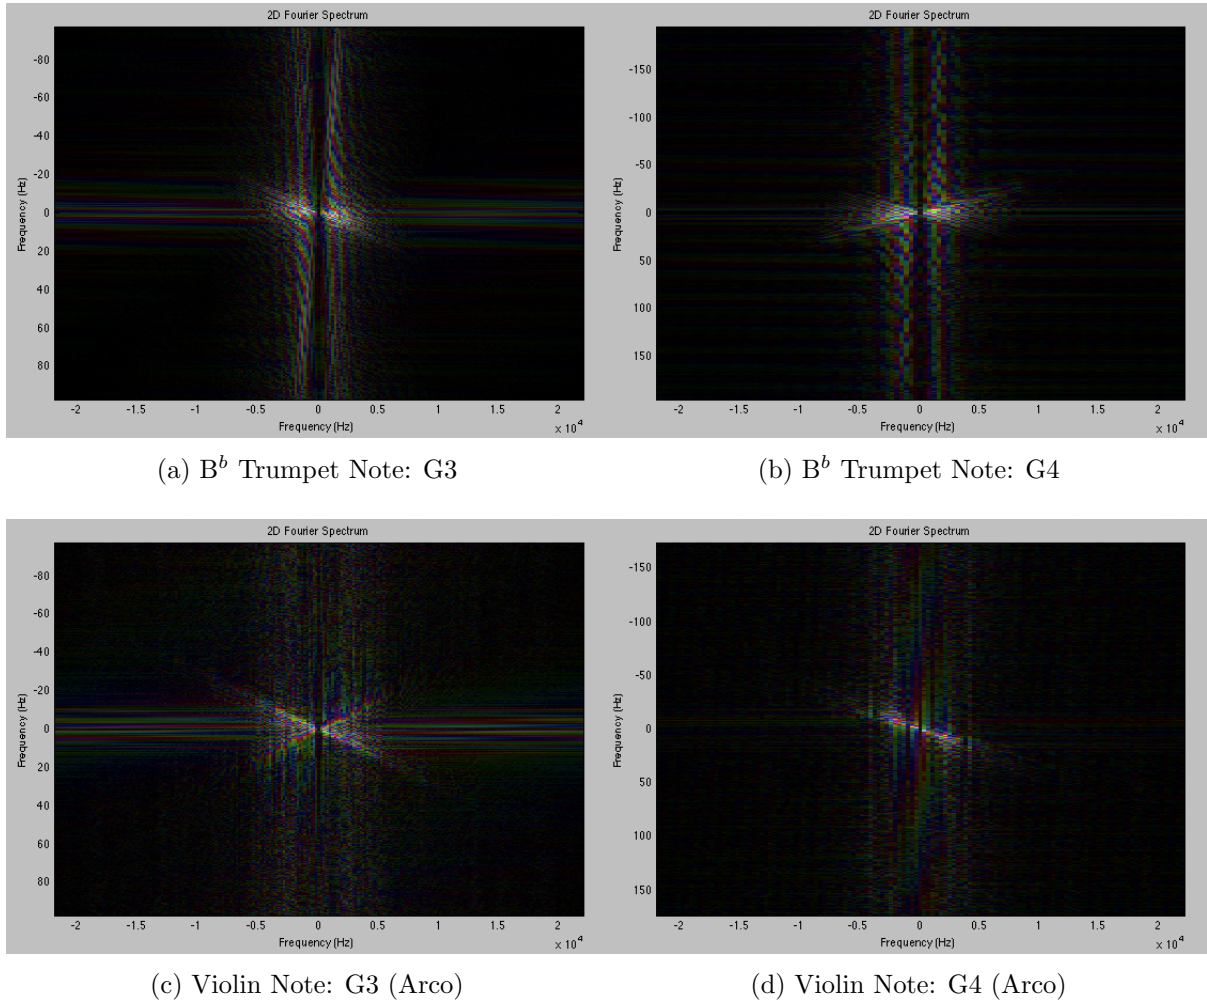 2D Fourier Spectrum
-80
-60
-40
-20
0
20
40
60
80
Frequency (Hz)
-2 -1.5 -1 -0.5 0 0.5 1 1.5 2
Frequency (Hz)
x 10^4
(a) B^b Trumpet Note: G3
2D Fourier Spectrum
-150
-100
-50
0
50
100
150
Frequency (Hz)
-2 -1.5 -1 -0.5 0 0.5 1 1.5 2
Frequency (Hz)
x 10^4
(b) B^b Trumpet Note: G4
2D Fourier Spectrum
-80
-60
-40
-20
0
20
40
60
80
Frequency (Hz)
-2 -1.5 -1 -0.5 0 0.5 1 1.5 2
Frequency (Hz)
x 10^4
(c) Violin Note: G3 (Arco)
2D Fourier Spectrum
-150
-100
-50
0
50
100
150
Frequency (Hz)
-2 -1.5 -1 -0.5 0 0.5 1 1.5 2
Frequency (Hz)
x 10^4
(d) Violin Note: G4 (Arco)